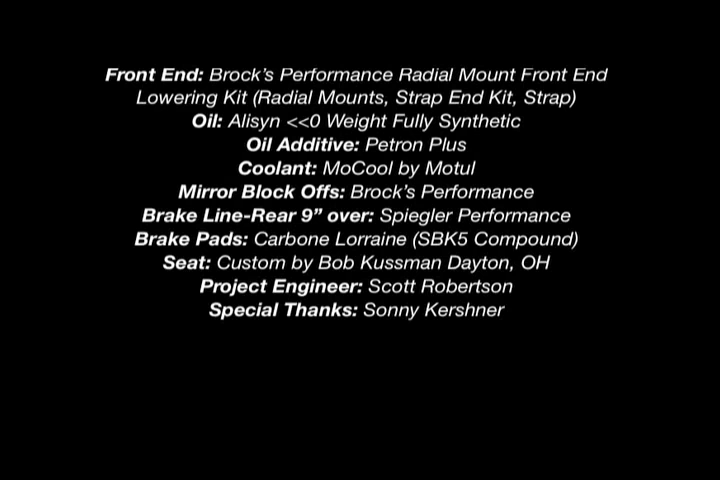 Front End: Brock's Performance Radial Mount Front End
Lowering Kit (Radial Mounts, Strap End Kit, Strap)
Oil: Alisyn <<0 Weight Fully Synthetic
Oil Additive: Petron Plus
Coolant: MoCool by Motul
Mirror Block Offs: Brock's Performance
Brake Line-Rear 9" over: Spiegler Performance
Brake Pads: Carbone Lorraine (SBK5 Compound)
Seat: Custom by Bob Kussman Dayton, OH
Project Engineer: Scott Robertson
Special Thanks: Sonny Kershner